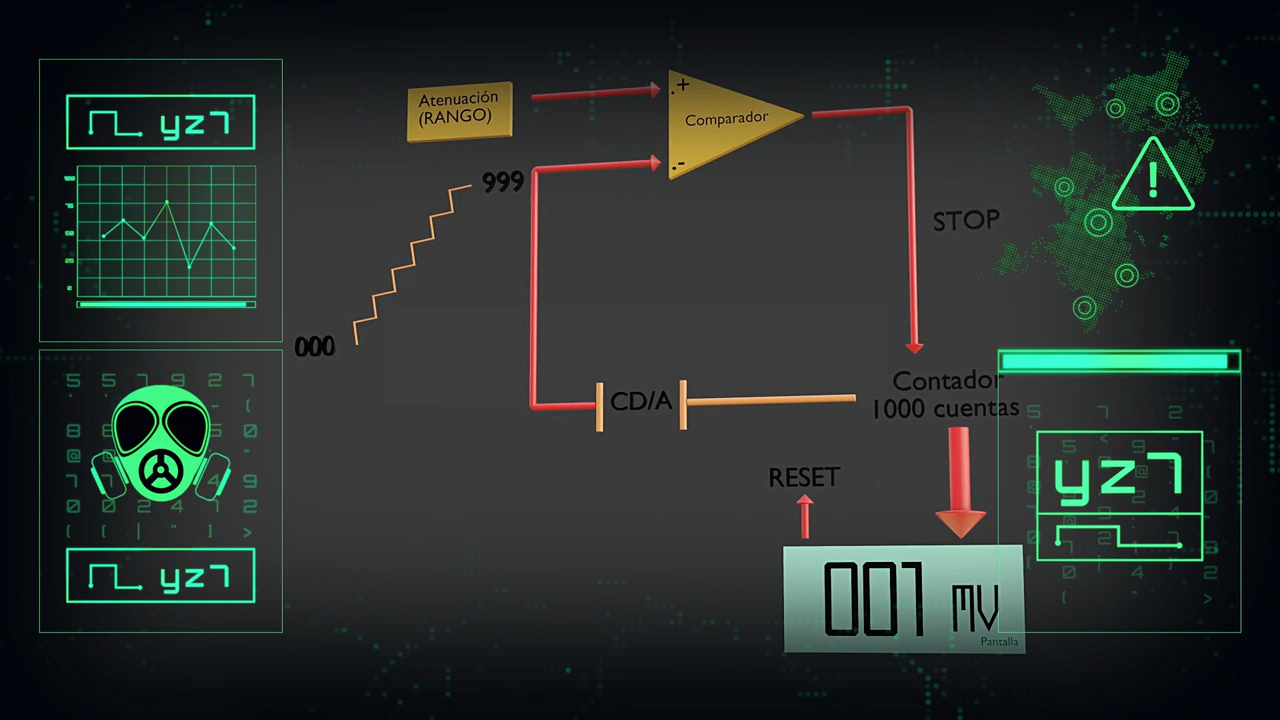 yz7
Atenuación
(RANGO)
+
Comparador
-
999
STOP
000
Contador
1000 cuentas
CD/A
RESET
001 mV
Pantalla
yz7
yz7